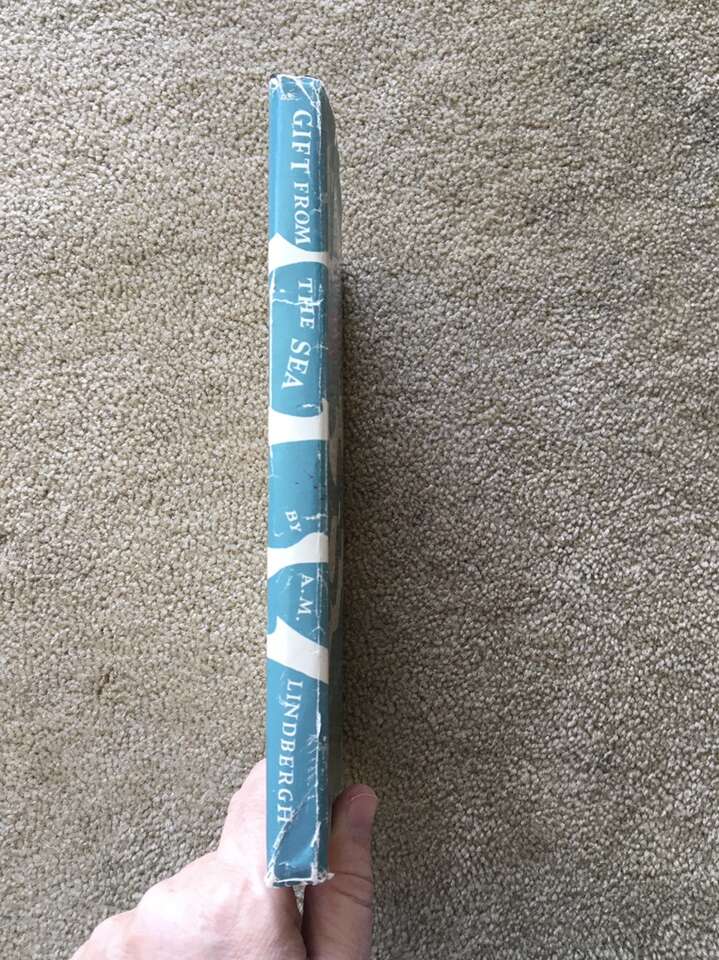 GIFT FROM
THE SEA
BY
A.M.
LINDBERGH